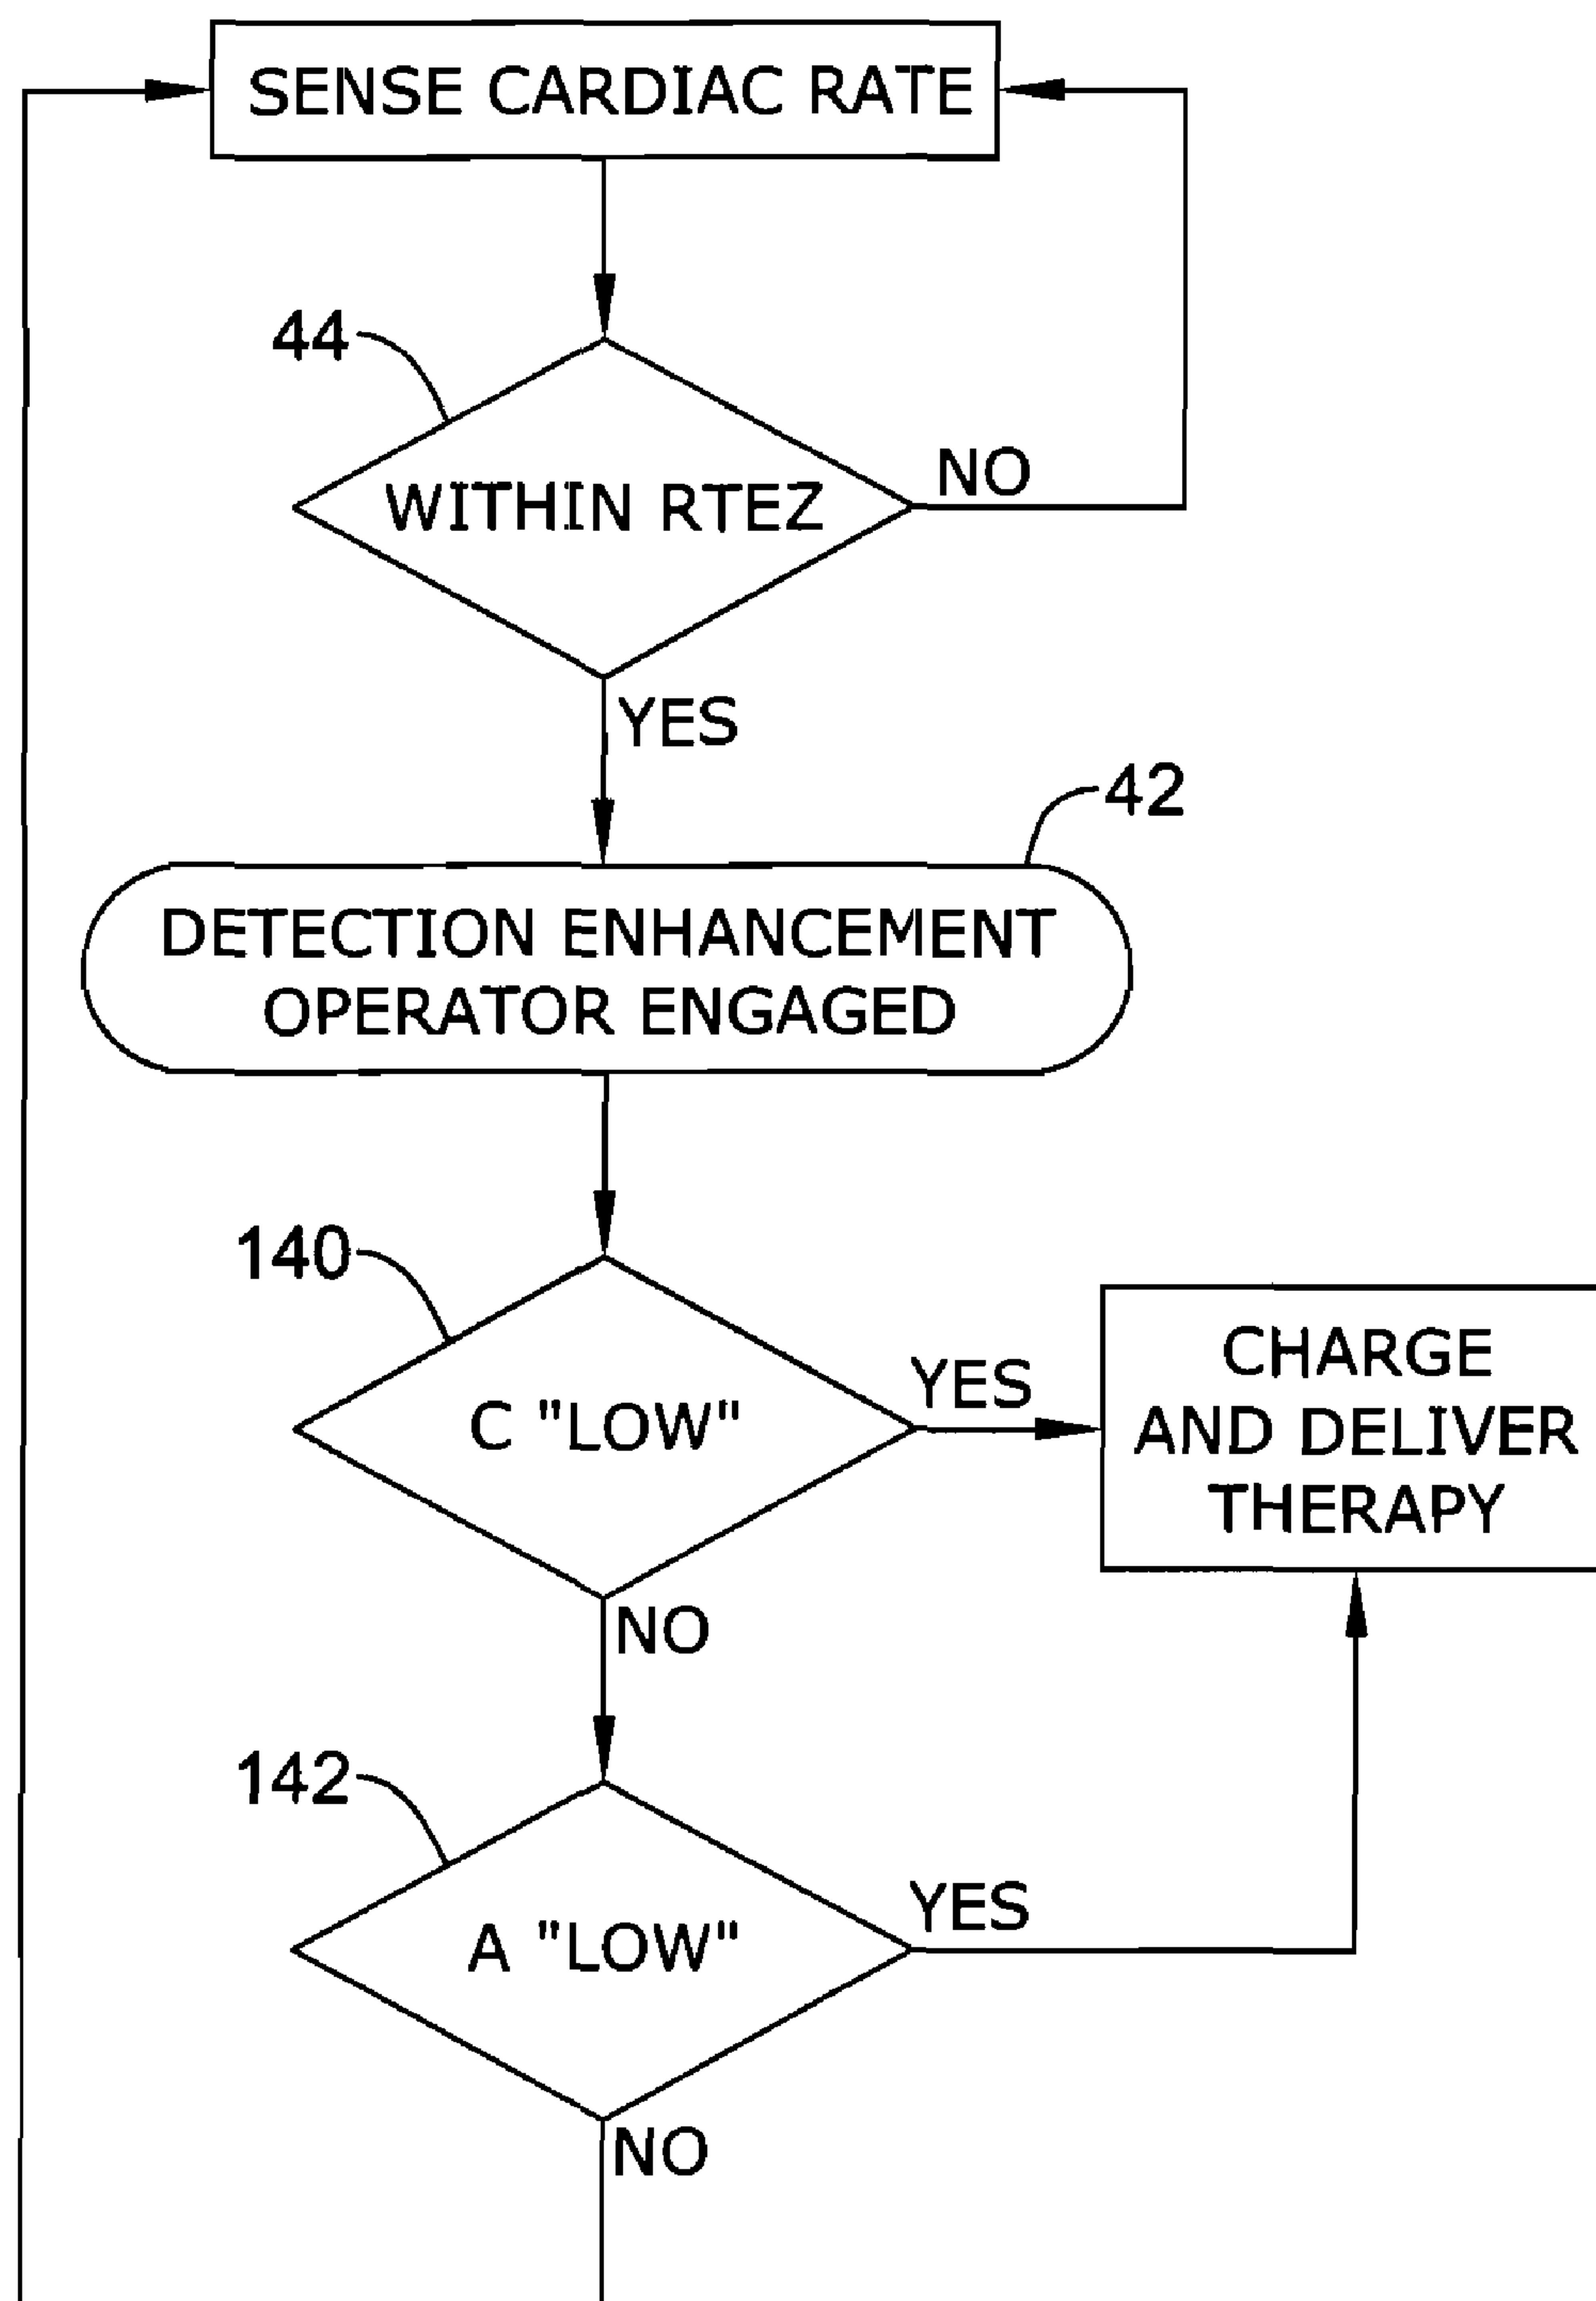 SENSE CARDIAC RATE
44
WITHIN RTEZ
NO
YES
42
DETECTION ENHANCEMENT
OPERATOR ENGAGED
140
C "LOW"
YES
CHARGE
AND DELIVER
THERAPY
NO
142
A "LOW"
YES
NO